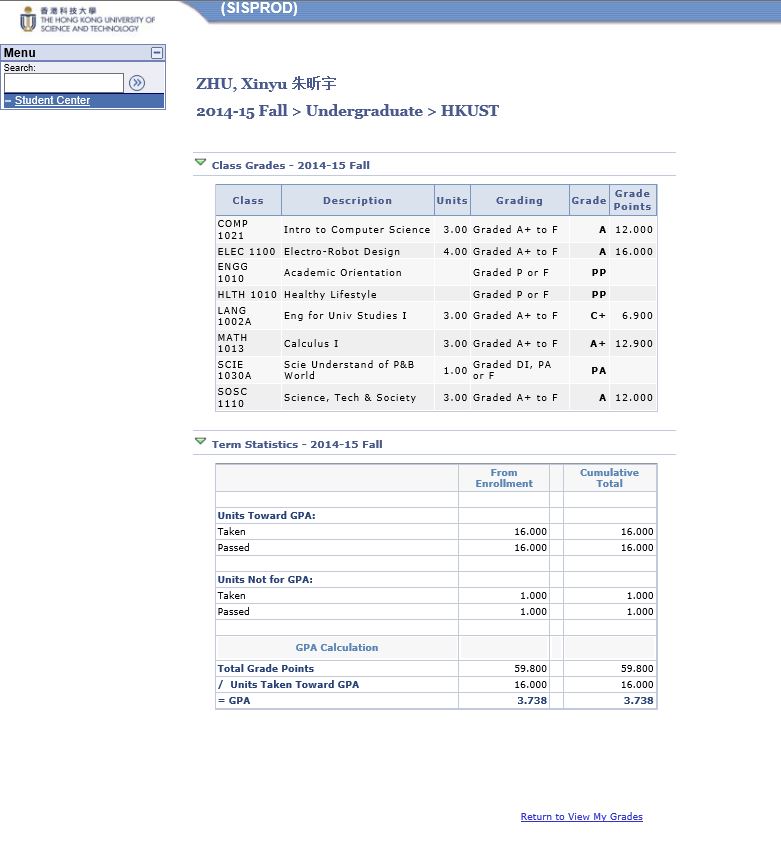 (SISPROD)
香港科技大學
THE HONG KONG UNIVERSITY OF
SCIENCE AND TECHNOLOGY
Menu
Search:
Student Center
ZHU, Xinyu 朱昕宇
2014-15 Fall > Undergraduate > HKUST
Class Grades - 2014-15 Fall
Class Description Units Grading Grade Grade Points
COMP 1021 Intro to Computer Science 3.00 Graded A+ to F A 12.000
ELEC 1100 Electro-Robot Design 4.00 Graded A+ to F A 16.000
ENGG 1010 Academic Orientation Graded P or F PP
HLTH 1010 Healthy Lifestyle Graded P or F PP
LANG 1002A Eng for Univ Studies I 3.00 Graded A+ to F C+ 6.900
MATH 1013 Calculus I 3.00 Graded A+ to F A+ 12.900
SCIE 1030A Scie Understand of P&B World 1.00 Graded DI, PA or F PA
SOSC 1110 Science, Tech & Society 3.00 Graded A+ to F A 12.000
Term Statistics - 2014-15 Fall
From Enrollment Cumulative Total
Units Toward GPA:
Taken 16.000 16.000
Passed 16.000 16.000
Units Not for GPA:
Taken 1.000 1.000
Passed 1.000 1.000
GPA Calculation
Total Grade Points 59.800 59.800
/ Units Taken Toward GPA 16.000 16.000
= GPA 3.738 3.738
Return to View My Grades